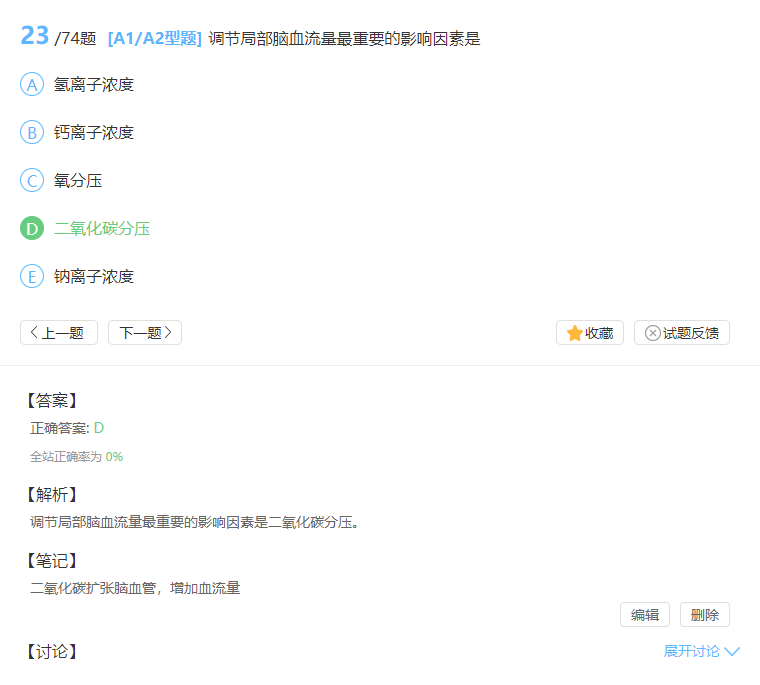 23 /74题 [A1/A2型题] 调节局部脑血流量最重要的影响因素是
A 氢离子浓度
B 钙离子浓度
C 氧分压
D 二氧化碳分压
E 钠离子浓度
上一题 下一题 收藏 试题反馈
【答案】
正确答案: D
全站正确率为 0%
【解析】
调节局部脑血流量最重要的影响因素是二氧化碳分压。
【笔记】
二氧化碳扩张脑血管，增加血流量
编辑 删除
【讨论】 展开讨论